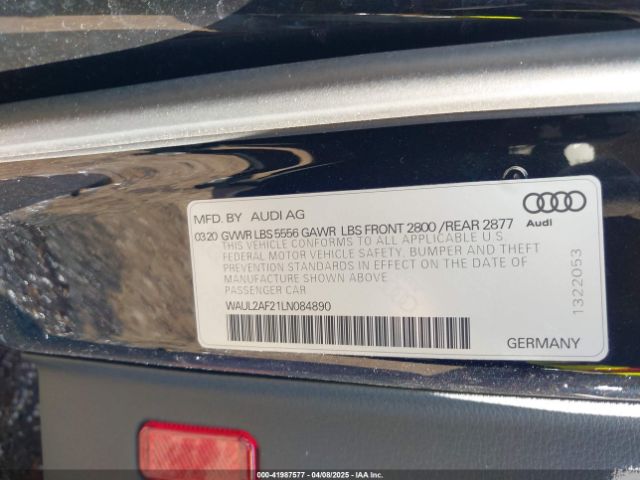 MFD. BY AUDI AG
03.20 GVWR LBS 5556 GAWR LBS FRONT 2800 /REAR 2877
THIS VEHICLE CONFORMS TO ALL APPLICABLE U.S.
FEDERAL MOTOR VEHICLE SAFETY, BUMPER AND THEFT
PREVENTION STANDARDS IN EFFECT ON THE DATE OF
MANUFACTURE SHOWN ABOVE.
PASSENGER CAR
WAUL2AF21LN084890
Audi
1322053
GERMANY
000-41987577 - 04/08/2025 - IAA Inc.